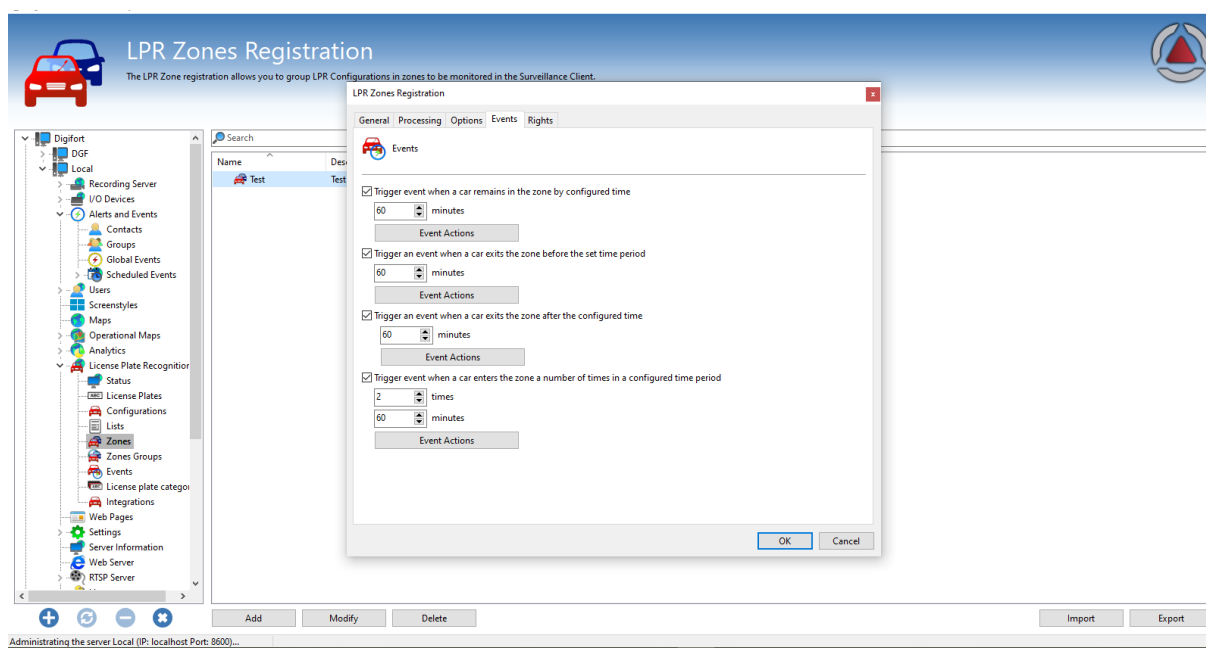 LPR Zones Registration
The LPR Zone registration allows you to group LPR Configurations in zones to be monitored in the Surveillance Client.
LPR Zones Registration
x
General Processing Options Events Rights
Events
Trigger event when a car remains in the zone by configured time
60 minutes
Event Actions
Trigger an event when a car exits the zone before the set time period
60 minutes
Event Actions
Trigger an event when a car exits the zone after the configured time
60 minutes
Event Actions
Trigger event when a car enters the zone a number of times in a configured time period
2 times
60 minutes
Event Actions
OK Cancel
Digifort
DGF
Local
Recording Server
I/O Devices
Alerts and Events
Contacts
Groups
Global Events
Scheduled Events
Users
Screenstyles
Maps
Operational Maps
Analytics
License Plate Recognition
Status
ABC License Plates
Configurations
Lists
Zones
Zones Groups
Events
License plate categor
Integrations
Web Pages
Settings
Server Information
Web Server
RTSP Server
Search
Name Des
Test Test
Add Modify Delete
Import Export
Administrating the server Local (IP: localhost Port: 8600)...